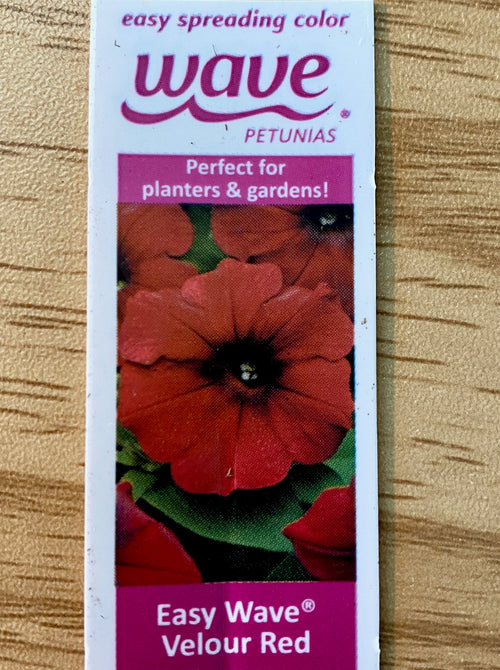 easy spreading color
wave
®
PETUNIAS
Perfect for
planters & gardens!
Easy Wave®
Velour Red